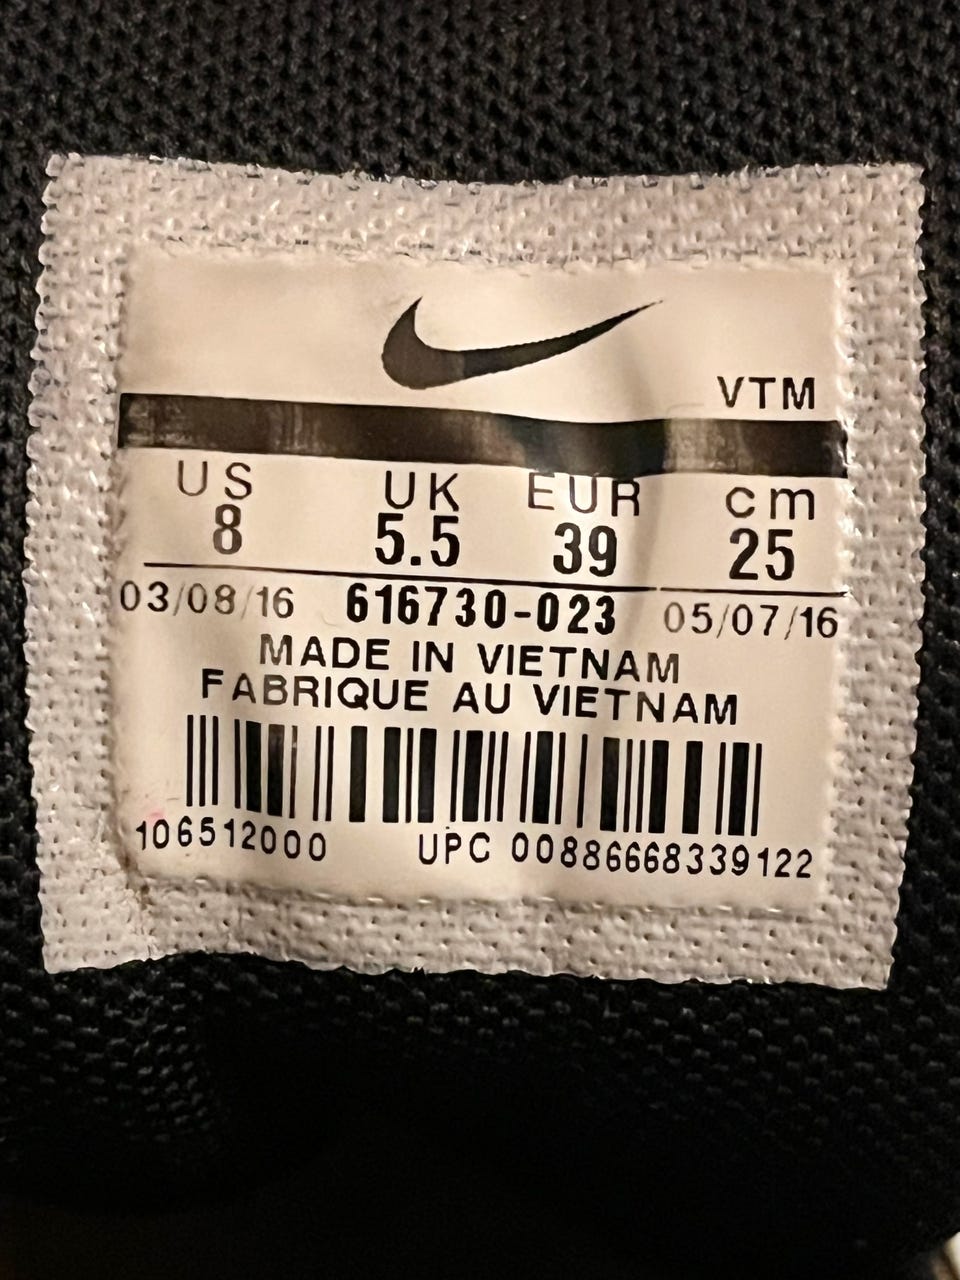 VTM
US UK EUR cm
8 5.5 39 25
03/08/16 616730-023 05/07/16
MADE IN VIETNAM
FABRIQUE AU VIETNAM
106512000 UPC 00886668339122